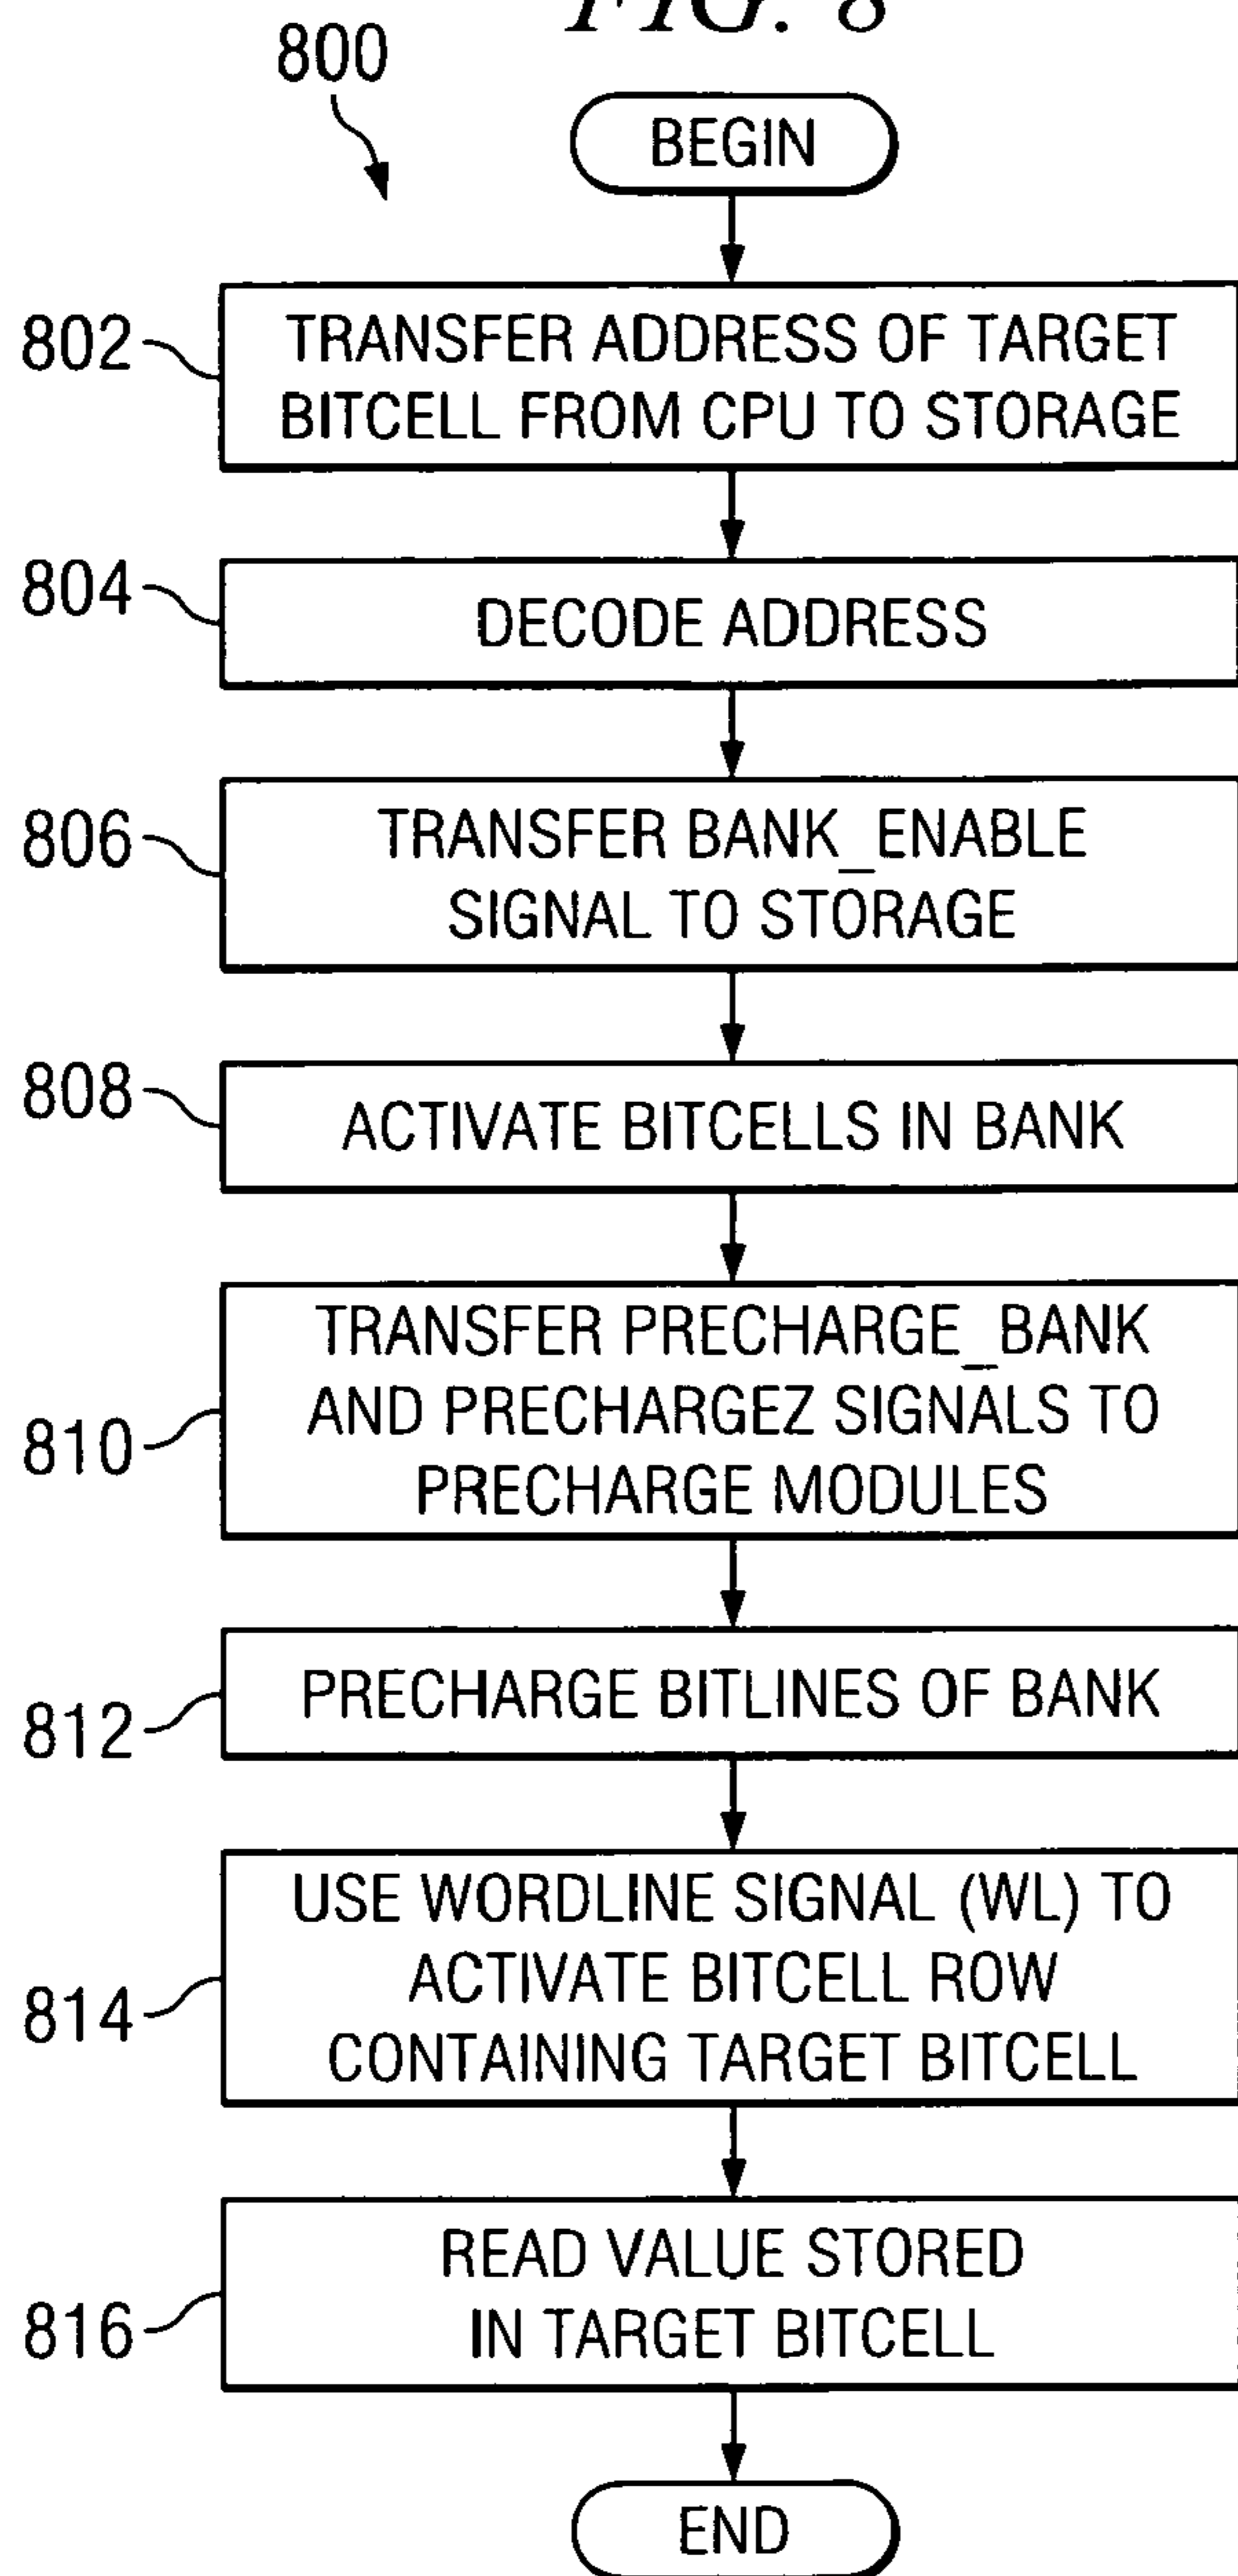 FIG. 8
800
BEGIN
802
TRANSFER ADDRESS OF TARGET
BITCELL FROM CPU TO STORAGE
804
DECODE ADDRESS
806
TRANSFER BANK_ENABLE
SIGNAL TO STORAGE
808
ACTIVATE BITCELLS IN BANK
810
TRANSFER PRECHARGE_BANK
AND PRECHARGEZ SIGNALS TO
PRECHARGE MODULES
812
PRECHARGE BITLINES OF BANK
814
USE WORDLINE SIGNAL (WL) TO
ACTIVATE BITCELL ROW
CONTAINING TARGET BITCELL
816
READ VALUE STORED
IN TARGET BITCELL
END